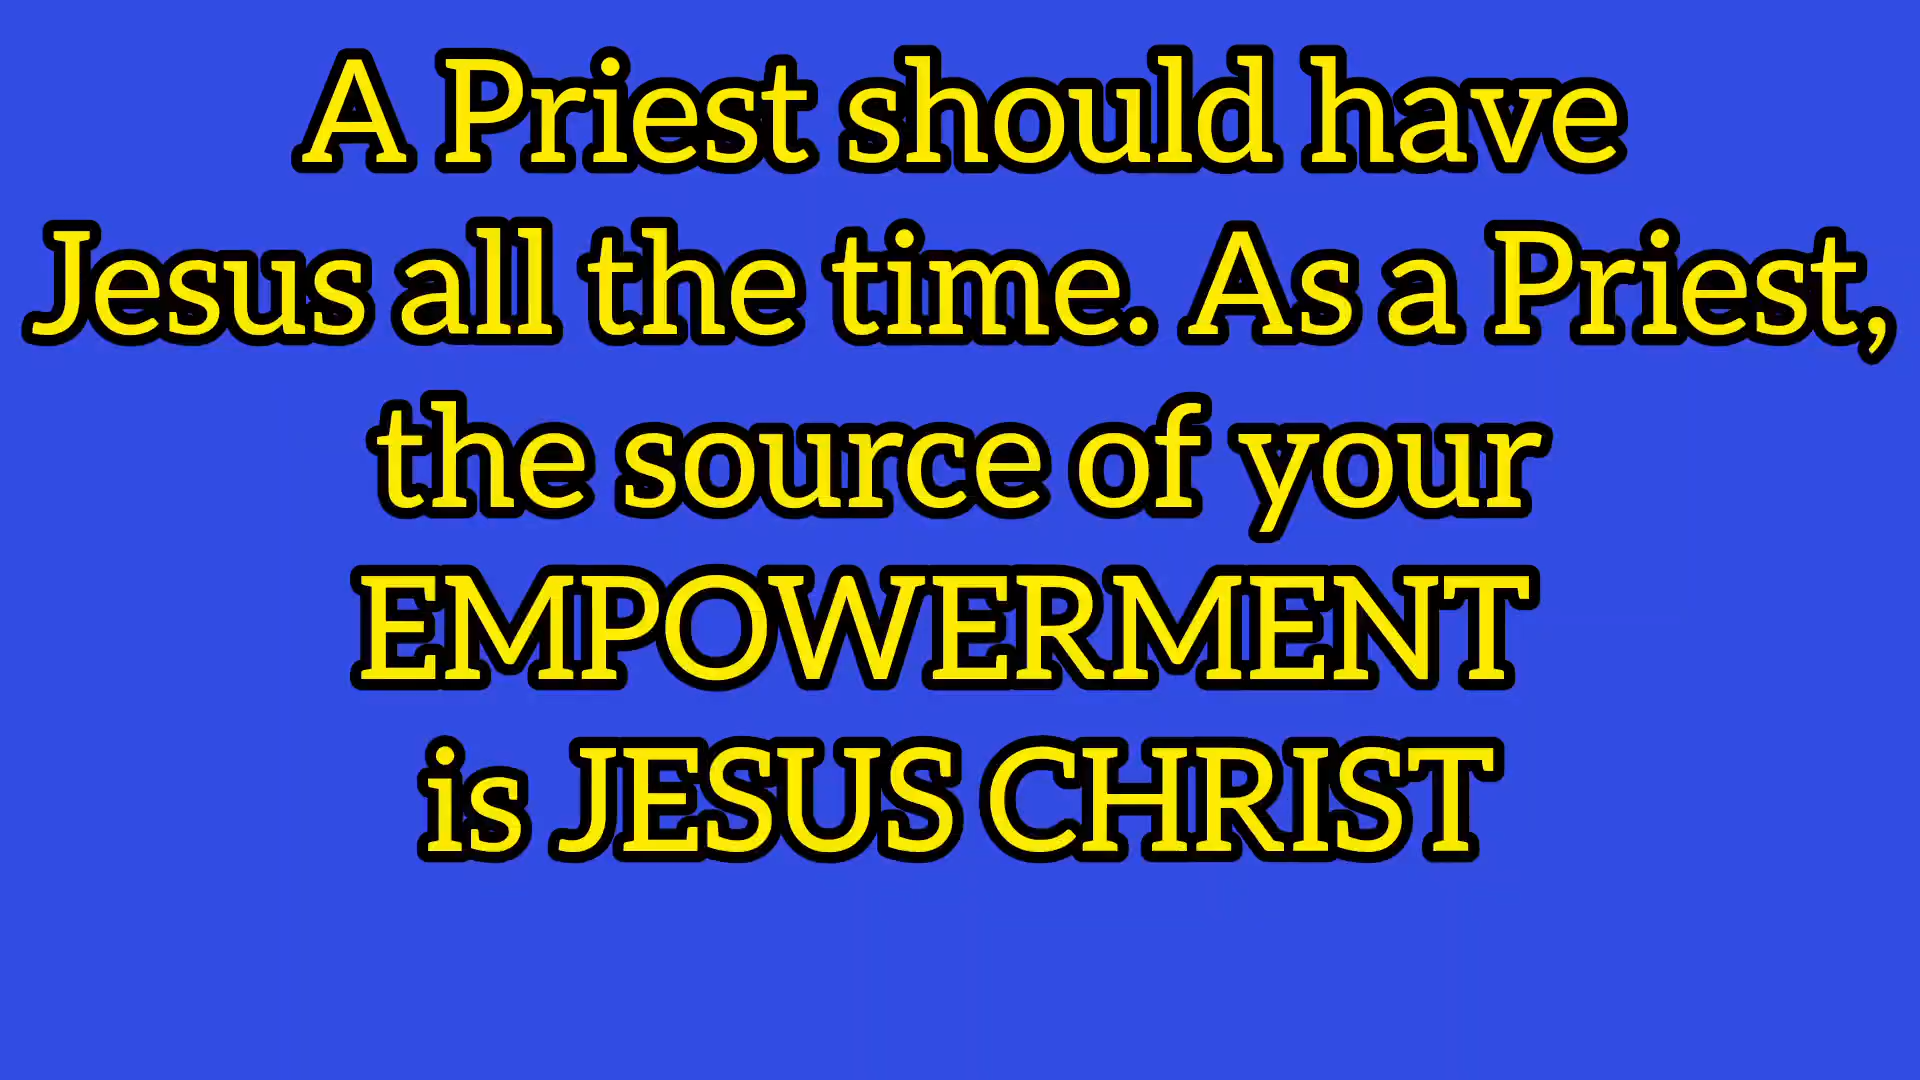 A Priest should have
Jesus all the time. As a Priest,
the source of your
EMPOWERMENT
is JESUS CHRIST